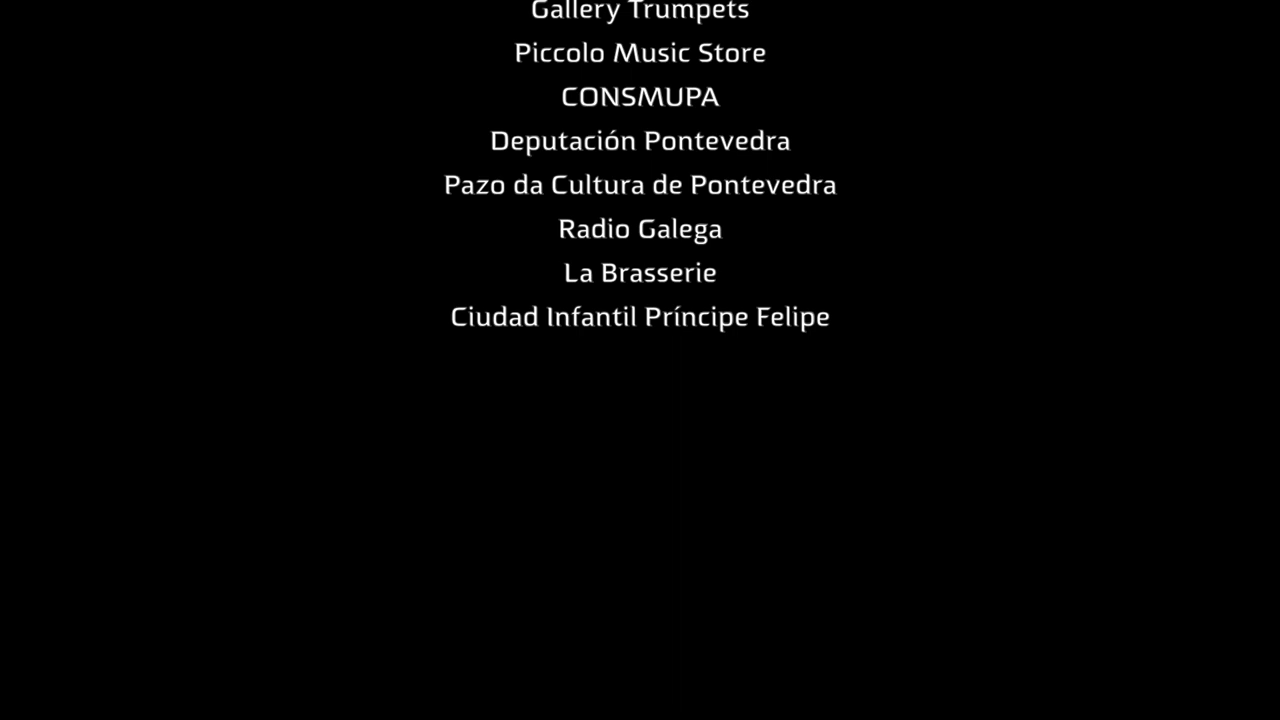 Gallery Trumpets
Piccolo Music Store
CONSMUPA
Deputación Pontevedra
Pazo da Cultura de Pontevedra
Radio Galega
La Brasserie
Ciudad Infantil Príncipe Felipe